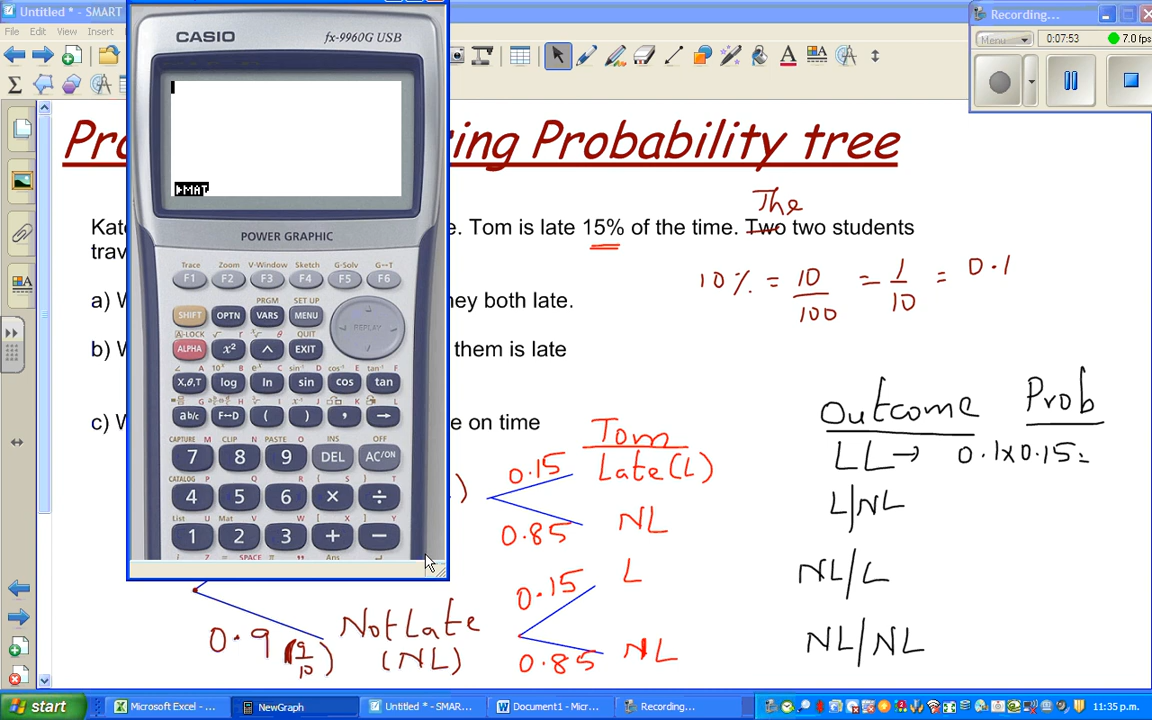 Untitled * - SMART
File Edit View Insert
Recording...
Menu 0:07:53 7.0 fps
CASIO fx-9960G USB
▶MAT
POWER GRAPHIC
Trace Zoom V-Window Sketch G-Solv G↔T
F1 F2 F3 F4 F5 F6
PRGM SET UP
SHIFT OPTN VARS MENU REPLAY
A-LOCK QUIT
ALPHA x² ^ EXIT
X,θ,T log ln sin cos tan
a b/c F↔D ( ) , →
CAPTURE CLIP PASTE INS OFF
7 8 9 DEL AC/ON
4 5 6 × ÷
List Mat
1 2 3 + −
SPACE Ans
ing Probability tree
The
Kat e. Tom is late 15% of the time. Two two students
trav
10% = 10/100 = 1/10 = 0.1
a) W hey both late.
b) W them is late
c) W e on time
Outcome Prob
Tom
0.15 Late(L) LL → 0.1x0.15=
0.85 NL L/NL
0.15 L NL/L
0.9 (9/10) Not Late (NL) 0.85 NL NL/NL
start Microsoft Excel - ... NewGraph Untitled * - SMART... Document1 - Micr... Recording... 11:35 p.m.